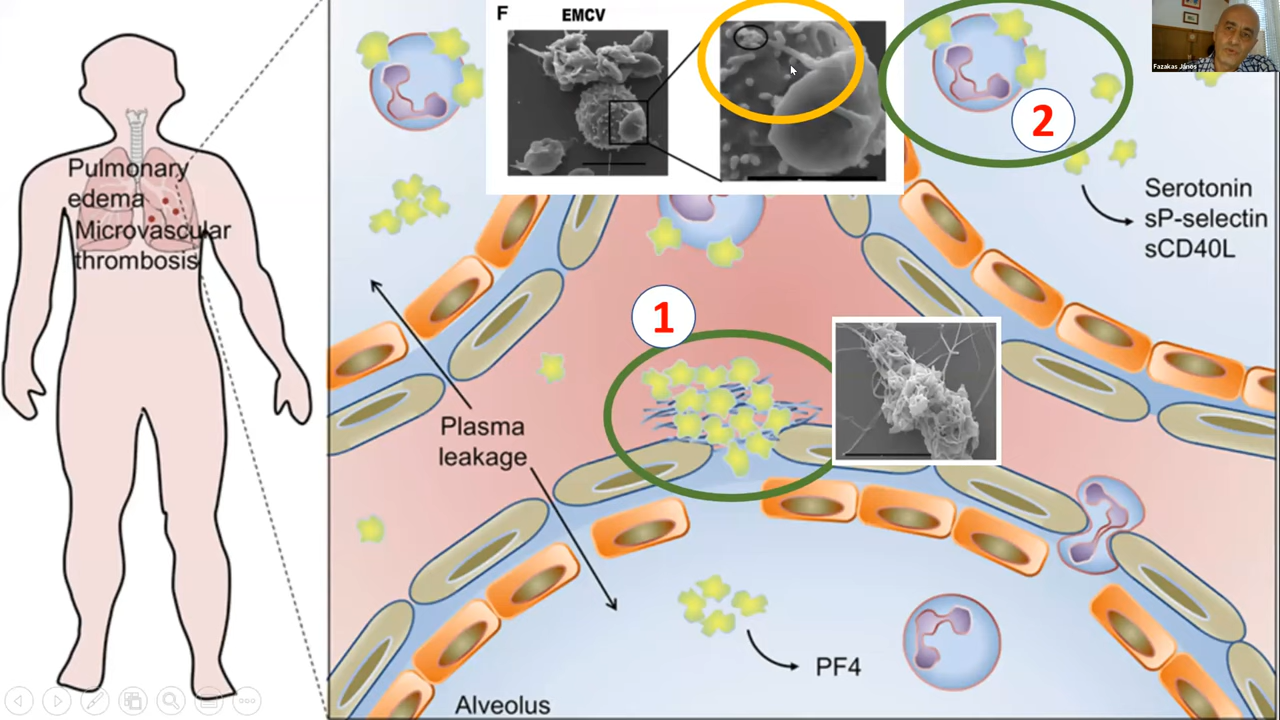 F
EMCV
Fazakas János
2
Pulmonary
edema
Microvascular
thrombosis
Serotonin
sP-selectin
sCD40L
1
Plasma
leakage
PF4
Alveolus